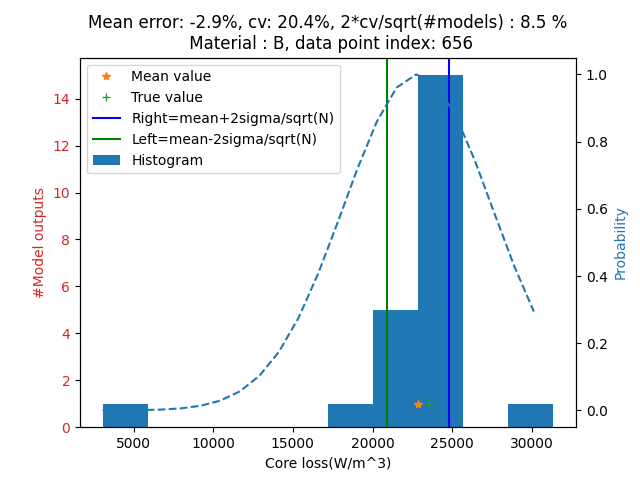 Mean error: -2.9%, cv: 20.4%, 2*cv/sqrt(#models) : 8.5 %
Material : B, data point index: 656
Mean value
True value
Right=mean+2sigma/sqrt(N)
Left=mean-2sigma/sqrt(N)
Histogram
#Model outputs
14
12
10
8
6
4
2
0
1.0
0.8
0.6
0.4
0.2
0.0
Probability
5000 10000 15000 20000 25000 30000
Core loss(W/m^3)